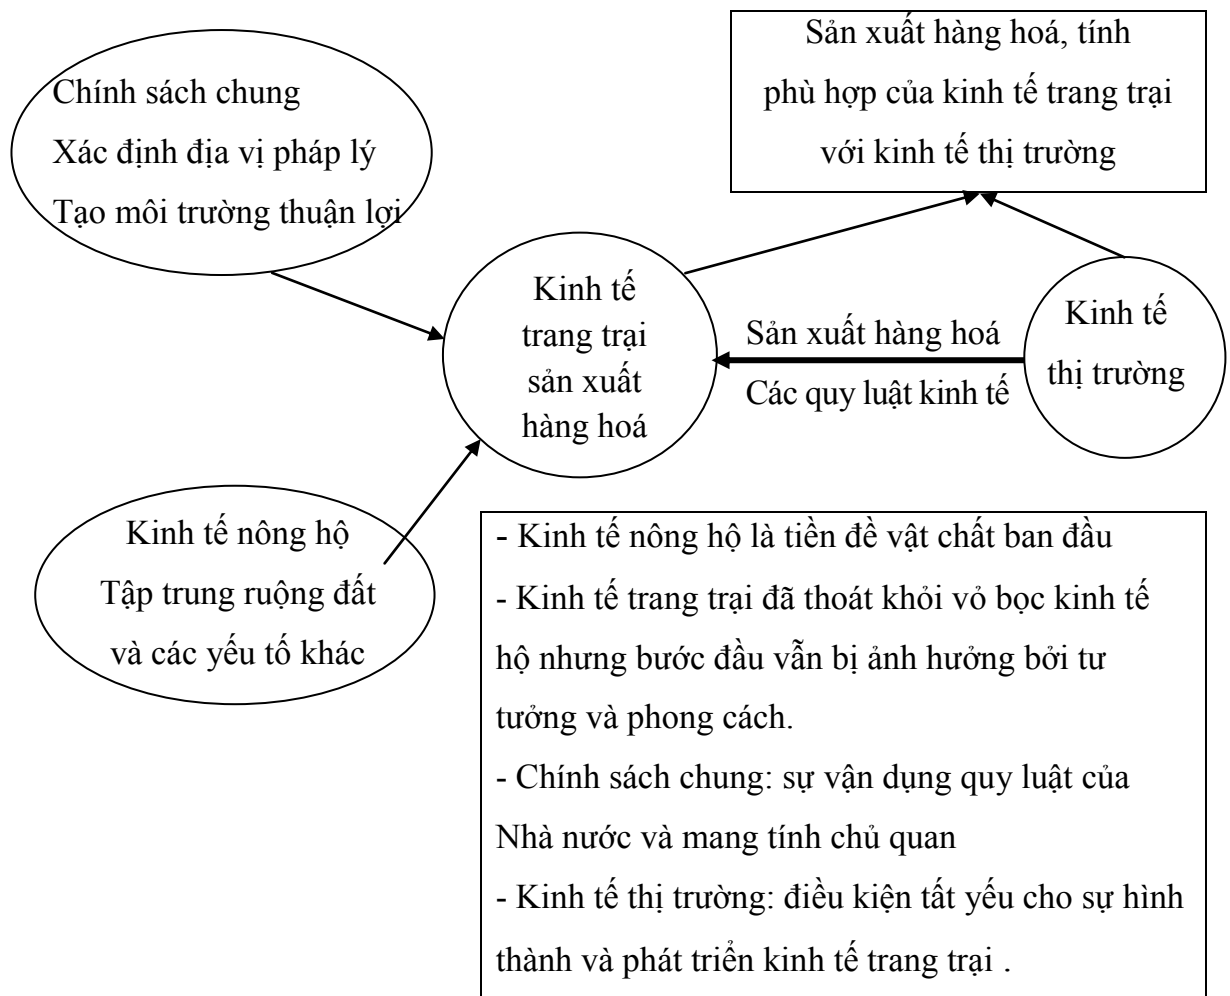 Chính sách chung
Xác định địa vị pháp lý
Tạo môi trường thuận lợi
Sản xuất hàng hoá, tính
phù hợp của kinh tế trang trại
với kinh tế thị trường
Kinh tế
trang trại
sản xuất
hàng hoá
Sản xuất hàng hoá
Các quy luật kinh tế
Kinh tế
thị trường
Kinh tế nông hộ
Tập trung ruộng đất
và các yếu tố khác
- Kinh tế nông hộ là tiền đề vật chất ban đầu
- Kinh tế trang trại đã thoát khỏi vỏ bọc kinh tế
hộ nhưng bước đầu vẫn bị ảnh hưởng bởi tư
tưởng và phong cách.
- Chính sách chung: sự vận dụng quy luật của
Nhà nước và mang tính chủ quan
- Kinh tế thị trường: điều kiện tất yếu cho sự hình
thành và phát triển kinh tế trang trại .